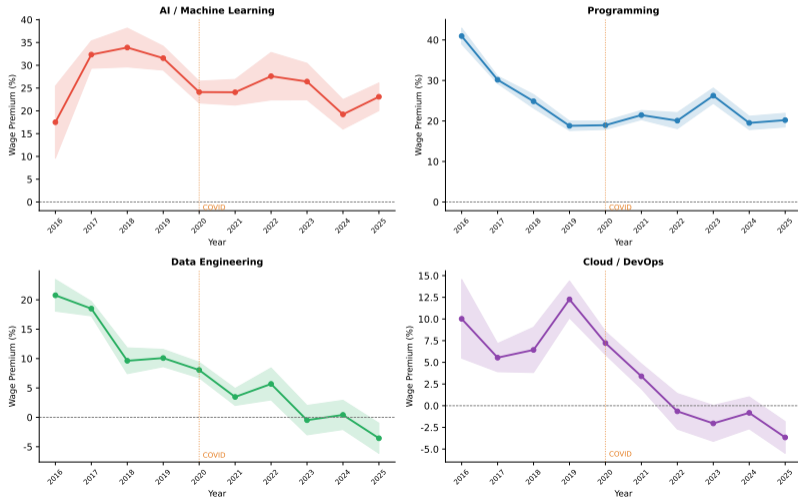 AI / Machine Learning
Wage Premium (%)
40
35
30
25
20
15
10
5
0
COVID
2016 2017 2018 2019 2020 2021 2022 2023 2024 2025
Year
Programming
Wage Premium (%)
40
30
20
10
0
COVID
2016 2017 2018 2019 2020 2021 2022 2023 2024 2025
Year
Data Engineering
Wage Premium (%)
20
15
10
5
0
-5
COVID
2016 2017 2018 2019 2020 2021 2022 2023 2024 2025
Year
Cloud / DevOps
Wage Premium (%)
15.0
12.5
10.0
7.5
5.0
2.5
0.0
-2.5
-5.0
COVID
2016 2017 2018 2019 2020 2021 2022 2023 2024 2025
Year